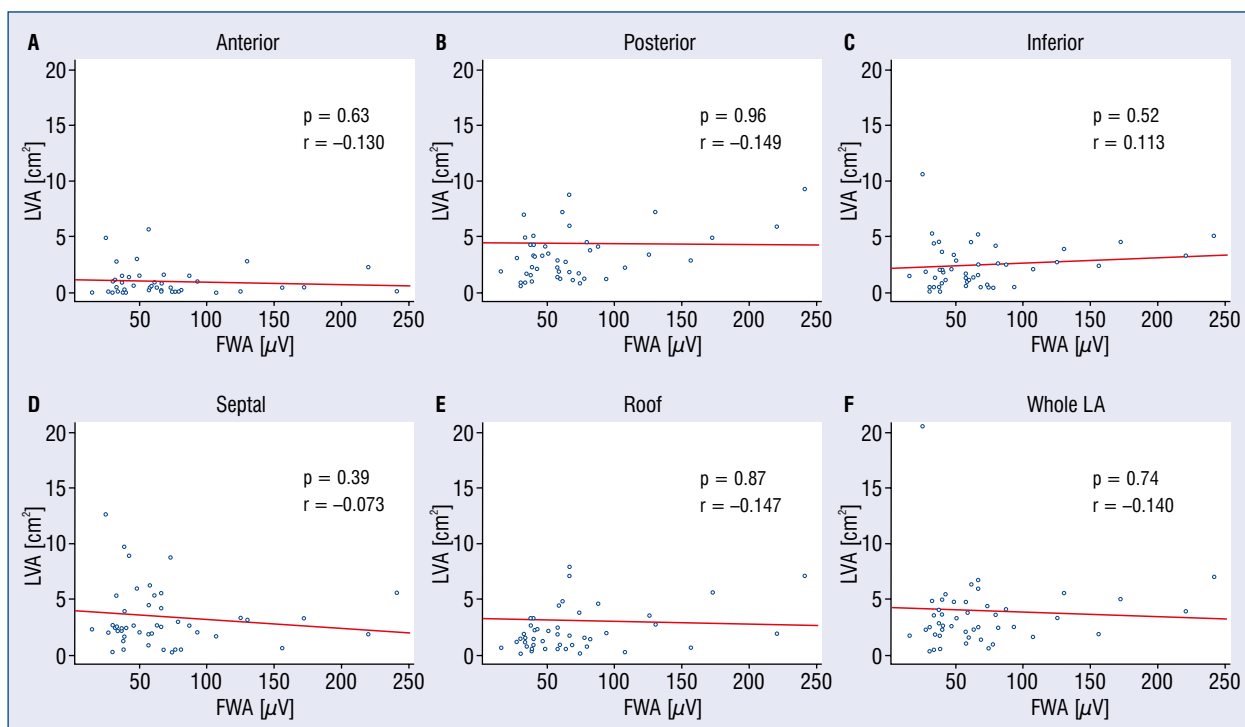 A Anterior
20
15
10
5
0
LVA [cm²]
p = 0.63
r = –0.130
50 100 150 200 250
FWA [µV]
B Posterior
20
15
10
5
0
LVA [cm²]
p = 0.96
r = –0.149
50 100 150 200 250
FWA [µV]
C Inferior
20
15
10
5
0
LVA [cm²]
p = 0.52
r = 0.113
50 100 150 200 250
FWA [µV]
D Septal
20
15
10
5
0
LVA [cm²]
p = 0.39
r = –0.073
50 100 150 200 250
FWA [µV]
E Roof
20
15
10
5
0
LVA [cm²]
p = 0.87
r = –0.147
50 100 150 200 250
FWA [µV]
F Whole LA
20
15
10
5
0
LVA [cm²]
p = 0.74
r = –0.140
50 100 150 200 250
FWA [µV]